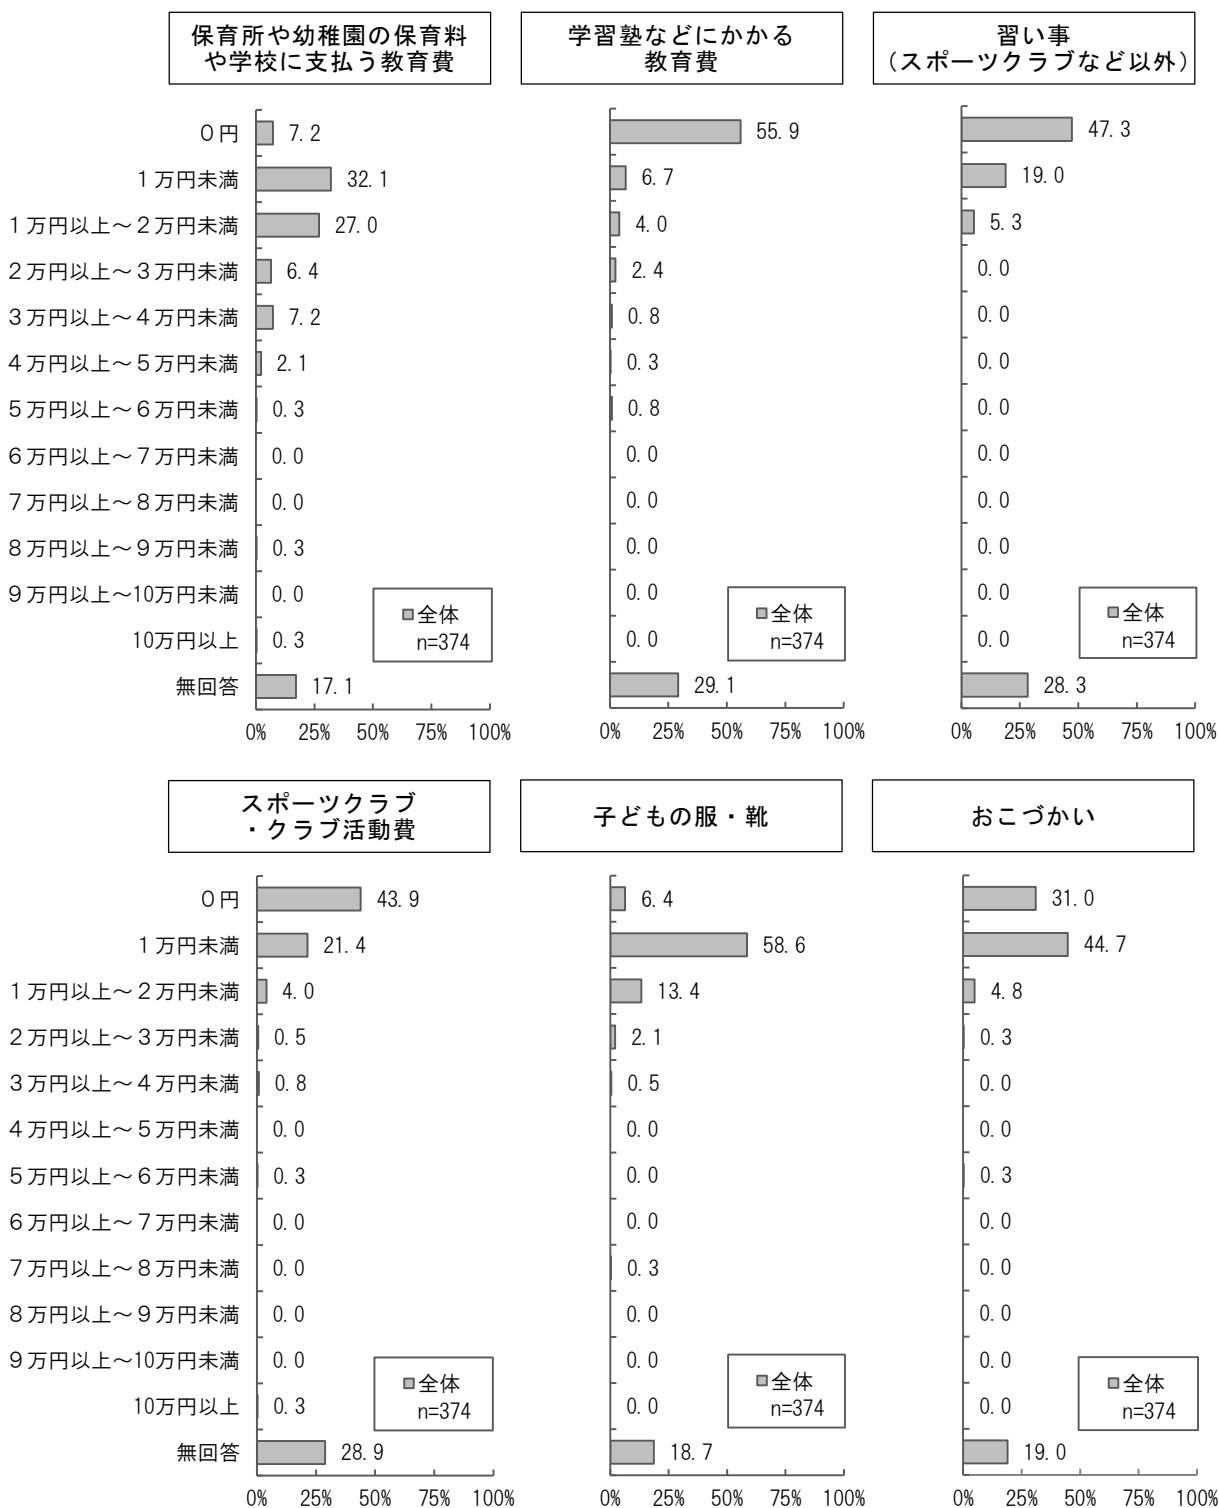 保育所や幼稚園の保育料
や学校に支払う教育費
学習塾などにかかる
教育費
習い事
（スポーツクラブなど以外）
０円 7.2 55.9 47.3
１万円未満 32.1 6.7 19.0
１万円以上～２万円未満 27.0 4.0 5.3
２万円以上～３万円未満 6.4 2.4 0.0
３万円以上～４万円未満 7.2 0.8 0.0
４万円以上～５万円未満 2.1 0.3 0.0
５万円以上～６万円未満 0.3 0.8 0.0
６万円以上～７万円未満 0.0 0.0 0.0
７万円以上～８万円未満 0.0 0.0 0.0
８万円以上～９万円未満 0.3 0.0 0.0
９万円以上～10万円未満 0.0 0.0 0.0
10万円以上 0.3 0.0 0.0
無回答 17.1 29.1 28.3
全体 全体 全体
n=374 n=374 n=374
0% 25% 50% 75% 100% 0% 25% 50% 75% 100% 0% 25% 50% 75% 100%
スポーツクラブ
・クラブ活動費
子どもの服・靴
おこづかい
０円 43.9 6.4 31.0
１万円未満 21.4 58.6 44.7
１万円以上～２万円未満 4.0 13.4 4.8
２万円以上～３万円未満 0.5 2.1 0.3
３万円以上～４万円未満 0.8 0.5 0.0
４万円以上～５万円未満 0.0 0.0 0.0
５万円以上～６万円未満 0.3 0.0 0.3
６万円以上～７万円未満 0.0 0.0 0.0
７万円以上～８万円未満 0.0 0.3 0.0
８万円以上～９万円未満 0.0 0.0 0.0
９万円以上～10万円未満 0.0 0.0 0.0
10万円以上 0.3 0.0 0.0
無回答 28.9 18.7 19.0
全体 全体 全体
n=374 n=374 n=374
0% 25% 50% 75% 100% 0% 25% 50% 75% 100% 0% 25% 50% 75% 100%